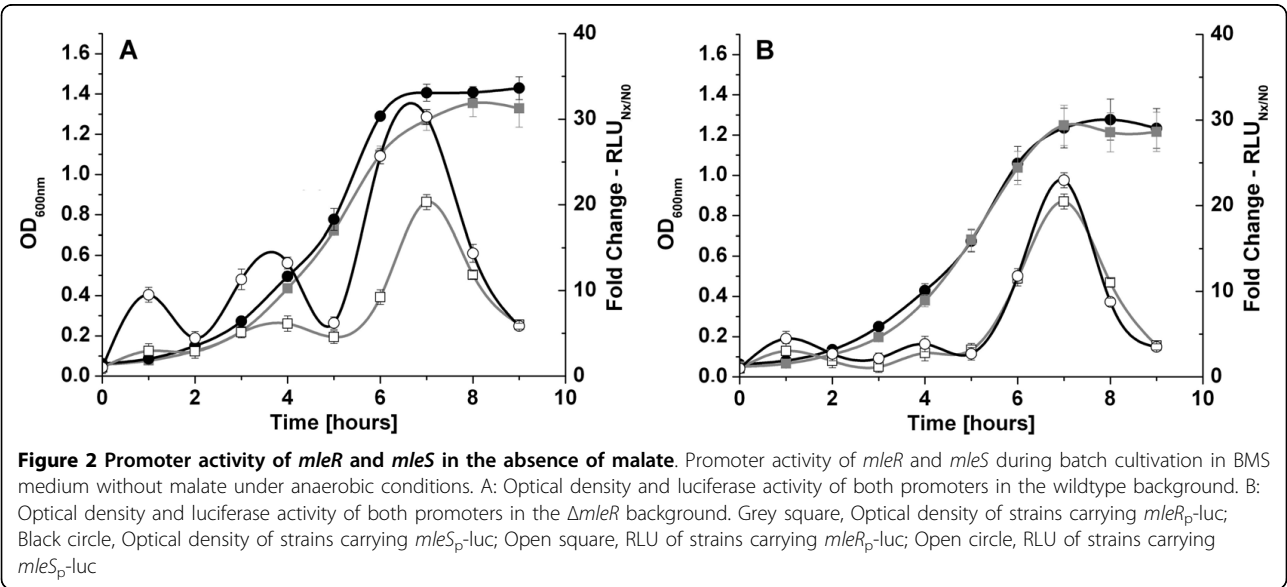 A
B
1.6
1.4
1.2
1.0
0.8
0.6
0.4
0.2
0.0
OD600nm
40
30
20
10
0
Fold Change - RLUNx/N0
0 2 4 6 8 10
Time [hours]
1.6
1.4
1.2
1.0
0.8
0.6
0.4
0.2
0.0
OD600nm
40
30
20
10
0
Fold Change - RLUNx/N0
0 2 4 6 8 10
Time [hours]
Figure 2 Promoter activity of mleR and mleS in the absence of malate. Promoter activity of mleR and mleS during batch cultivation in BMS
medium without malate under anaerobic conditions. A: Optical density and luciferase activity of both promoters in the wildtype background. B:
Optical density and luciferase activity of both promoters in the ΔmleR background. Grey square, Optical density of strains carrying mleRp-luc;
Black circle, Optical density of strains carrying mleSp-luc; Open square, RLU of strains carrying mleRp-luc; Open circle, RLU of strains carrying
mleSp-luc